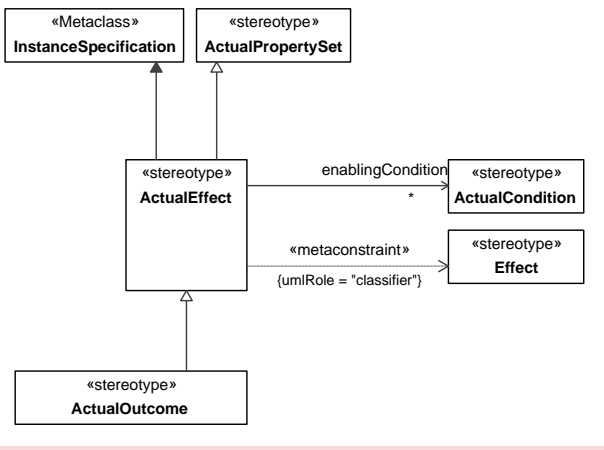 «Metaclass»
InstanceSpecification
«stereotype»
ActualPropertySet
«stereotype»
ActualEffect
enablingCondition
*
«stereotype»
ActualCondition
«metaconstraint»
{umlRole = "classifier"}
«stereotype»
Effect
«stereotype»
ActualOutcome